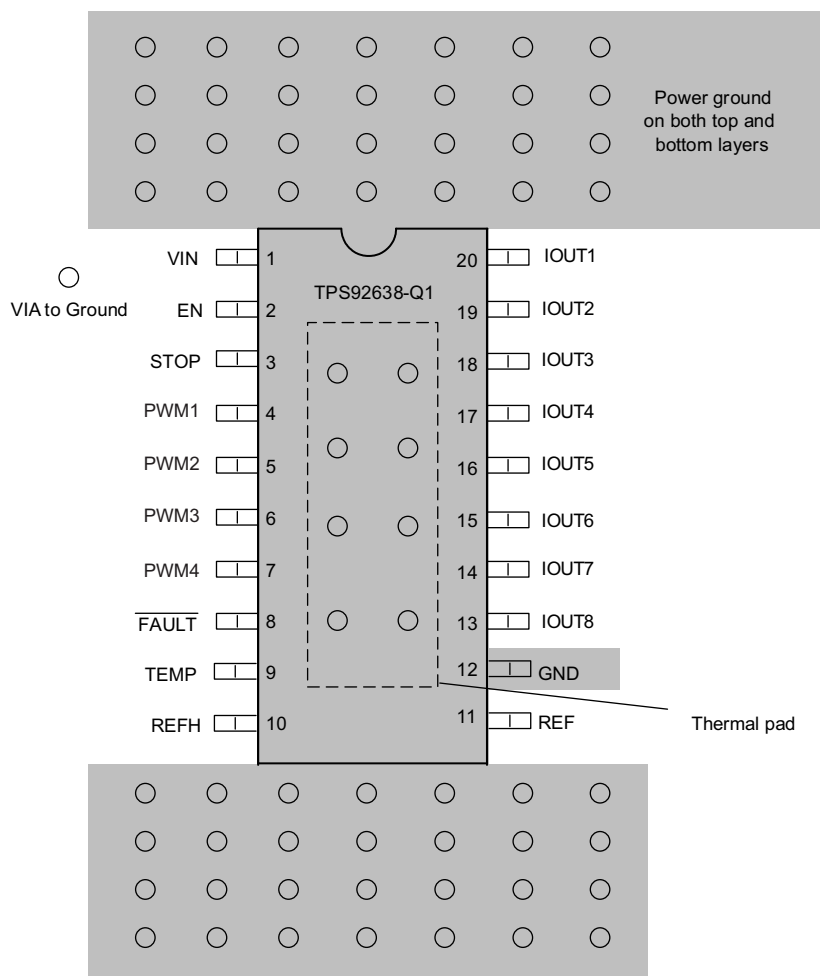 Power ground
on both top and
bottom layers
VIN
1
20
IOUT1
VIA to Ground
TPS92638-Q1
EN
2
19
IOUT2
STOP
3
18
IOUT3
PWM1
4
17
IOUT4
PWM2
5
16
IOUT5
PWM3
6
15
IOUT6
PWM4
7
14
IOUT7
FAULT
8
13
IOUT8
TEMP
9
12
GND
REFH
10
11
REF
Thermal pad